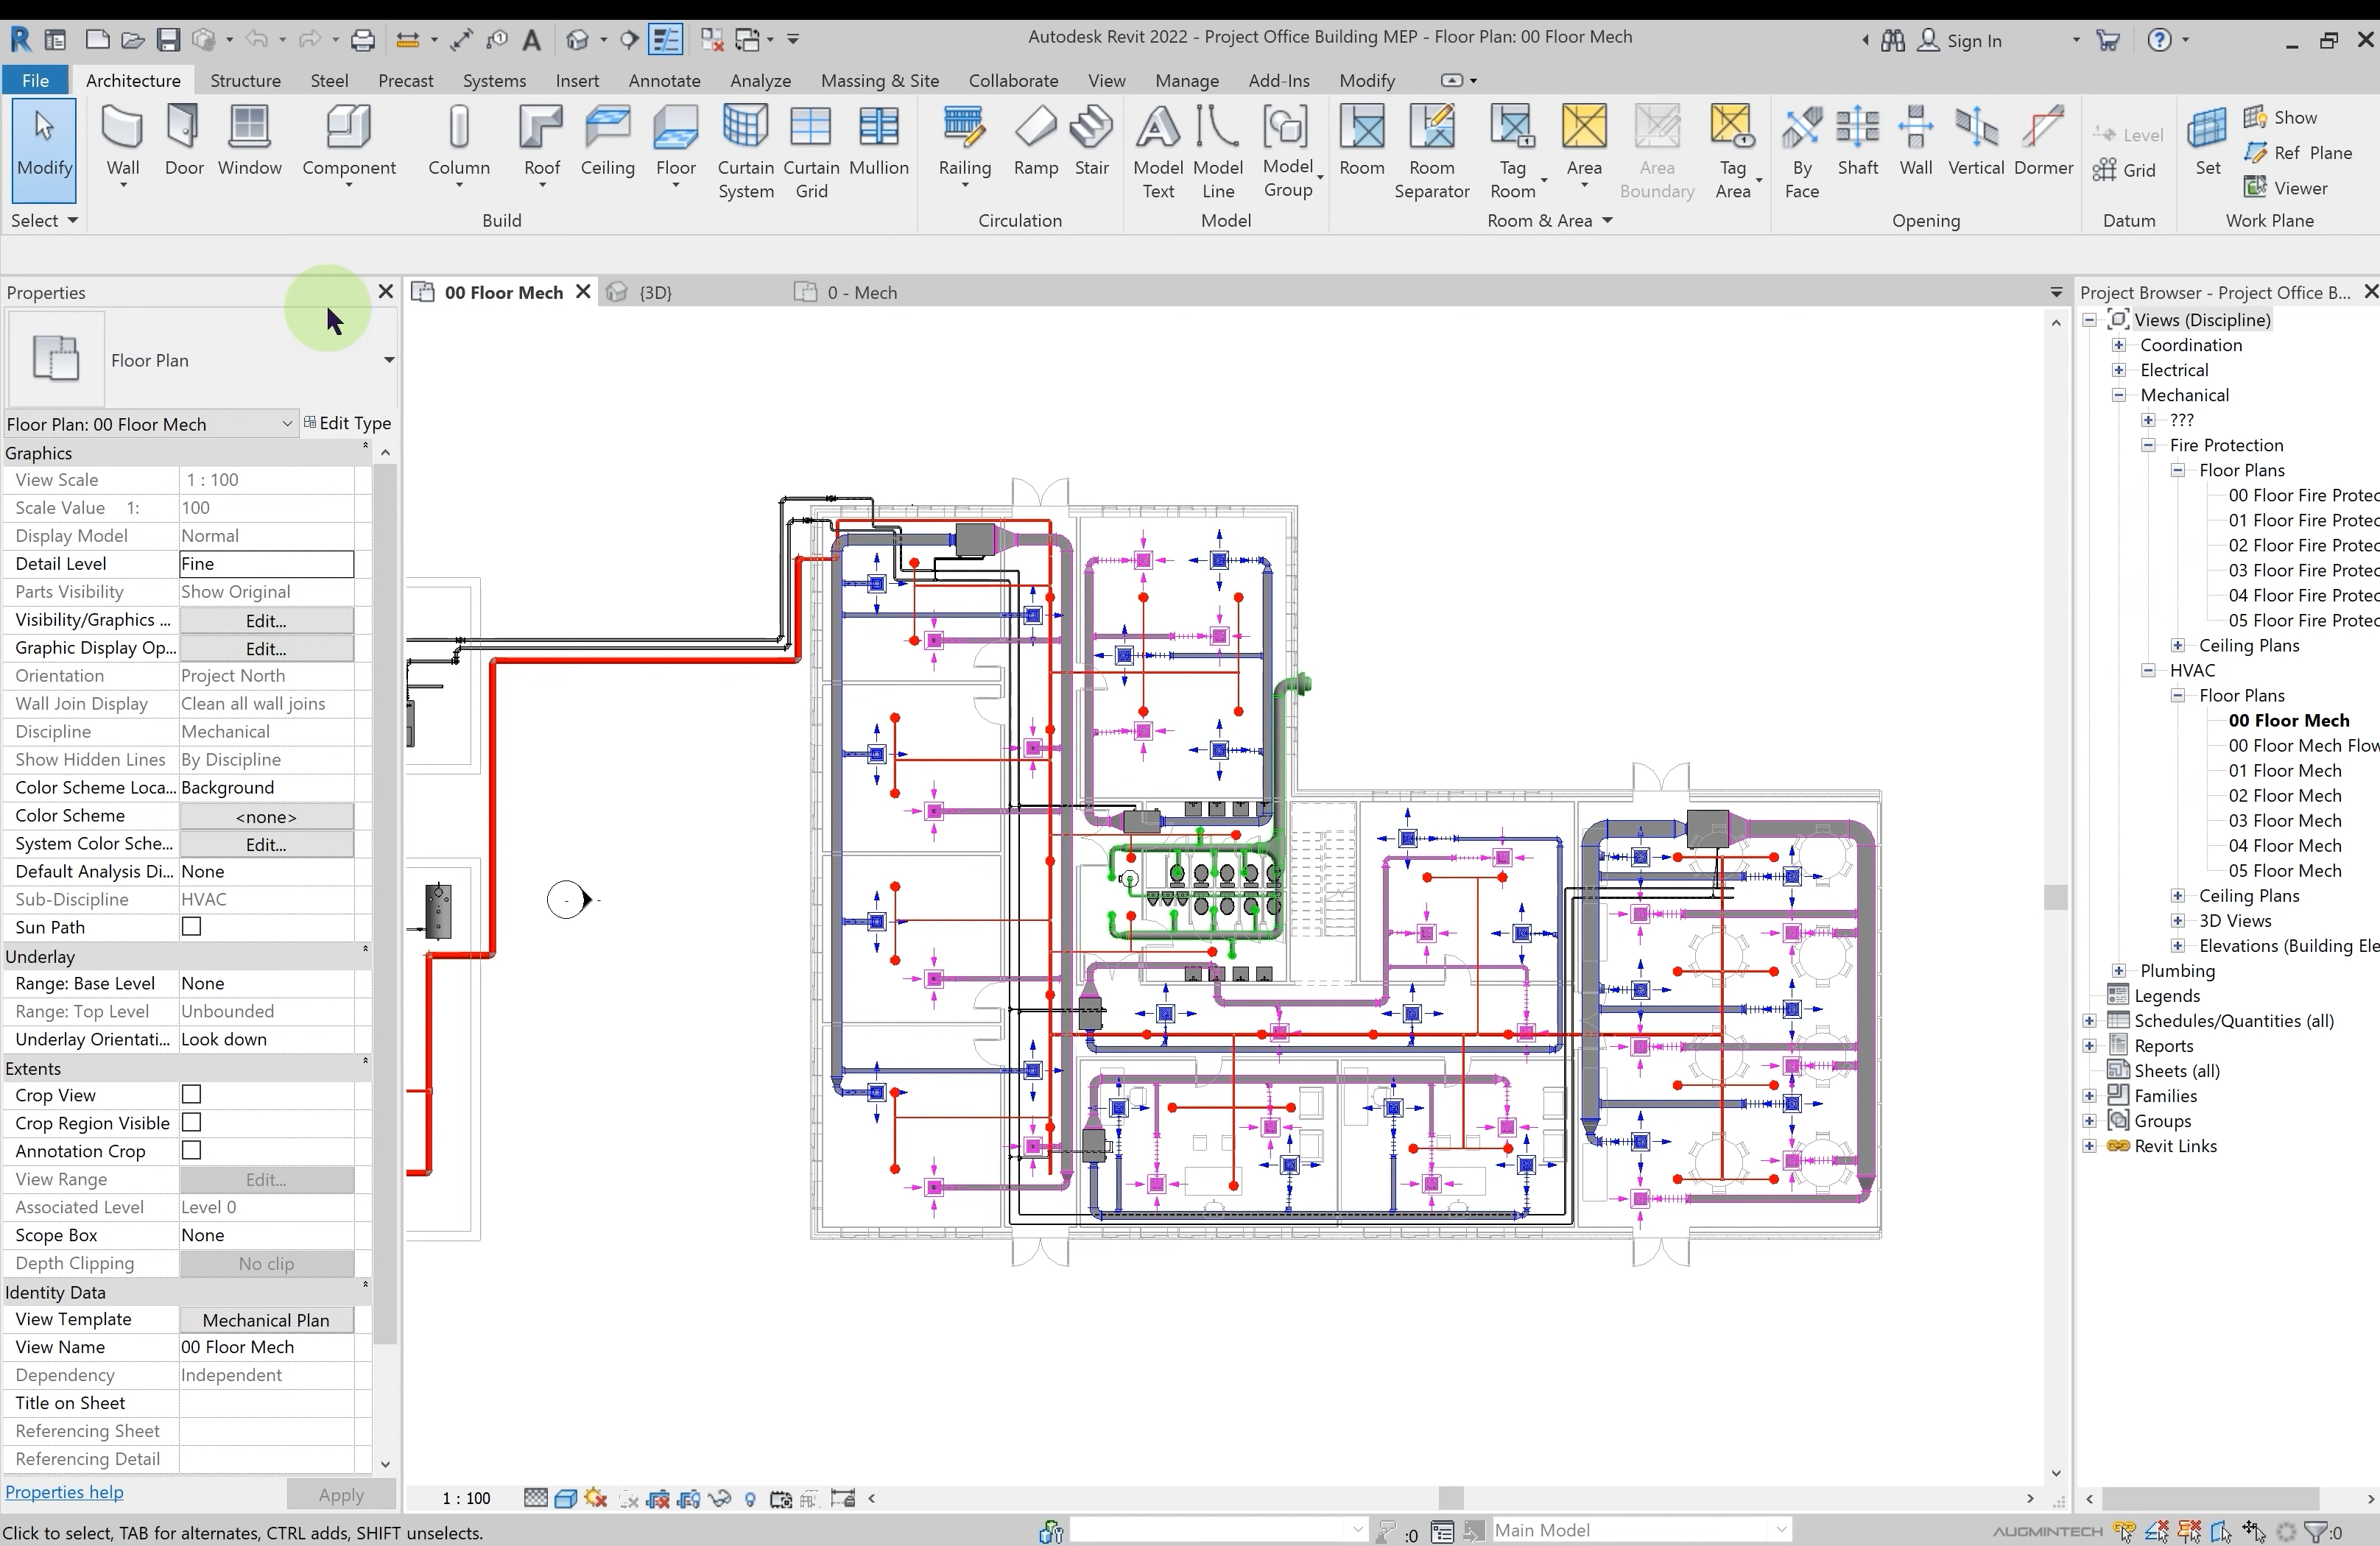 Autodesk Revit 2022 - Project Office Building MEP - Floor Plan: 00 Floor Mech
Sign In
File Architecture Structure Steel Precast Systems Insert Annotate Analyze Massing & Site Collaborate View Manage Add-Ins Modify
Modify Wall Door Window Component Column Roof Ceiling Floor Curtain System Curtain Grid Mullion Railing Ramp Stair Model Text Model Line Model Group Room Room Separator Tag Room Area Area Boundary Tag Area By Face Shaft Wall Vertical Dormer Level Grid Set Show Ref Plane Viewer
Select Build Circulation Model Room & Area Opening Datum Work Plane
Properties
00 Floor Mech {3D} 0 - Mech
Project Browser - Project Office B...
Floor Plan
Floor Plan: 00 Floor Mech Edit Type
Graphics
View Scale 1 : 100
Scale Value 1: 100
Display Model Normal
Detail Level Fine
Parts Visibility Show Original
Visibility/Graphics ... Edit...
Graphic Display Op... Edit...
Orientation Project North
Wall Join Display Clean all wall joins
Discipline Mechanical
Show Hidden Lines By Discipline
Color Scheme Loca... Background
Color Scheme <none>
System Color Sche... Edit...
Default Analysis Di... None
Sub-Discipline HVAC
Sun Path
Underlay
Range: Base Level None
Range: Top Level Unbounded
Underlay Orientati... Look down
Extents
Crop View
Crop Region Visible
Annotation Crop
View Range Edit...
Associated Level Level 0
Scope Box None
Depth Clipping No clip
Identity Data
View Template Mechanical Plan
View Name 00 Floor Mech
Dependency Independent
Title on Sheet
Referencing Sheet
Referencing Detail
Properties help Apply
Views (Discipline)
Coordination
Electrical
Mechanical
???
Fire Protection
Floor Plans
00 Floor Fire Protec
01 Floor Fire Protec
02 Floor Fire Protec
03 Floor Fire Protec
04 Floor Fire Protec
05 Floor Fire Protec
Ceiling Plans
HVAC
Floor Plans
00 Floor Mech
00 Floor Mech Flow
01 Floor Mech
02 Floor Mech
03 Floor Mech
04 Floor Mech
05 Floor Mech
Ceiling Plans
3D Views
Elevations (Building Ele
Plumbing
Legends
Schedules/Quantities (all)
Reports
Sheets (all)
Families
Groups
Revit Links
1 : 100
Click to select, TAB for alternates, CTRL adds, SHIFT unselects.
:0
Main Model
AUGMINTECH
:0